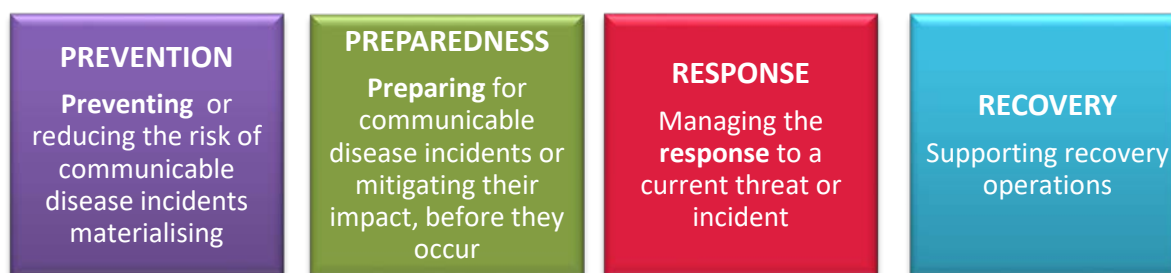 PREVENTION
Preventing or
reducing the risk of
communicable
disease incidents
materialising
PREPAREDNESS
Preparing for
communicable
disease incidents or
mitigating their
impact, before they
occur
RESPONSE
Managing the
response to a
current threat or
incident
RECOVERY
Supporting recovery
operations